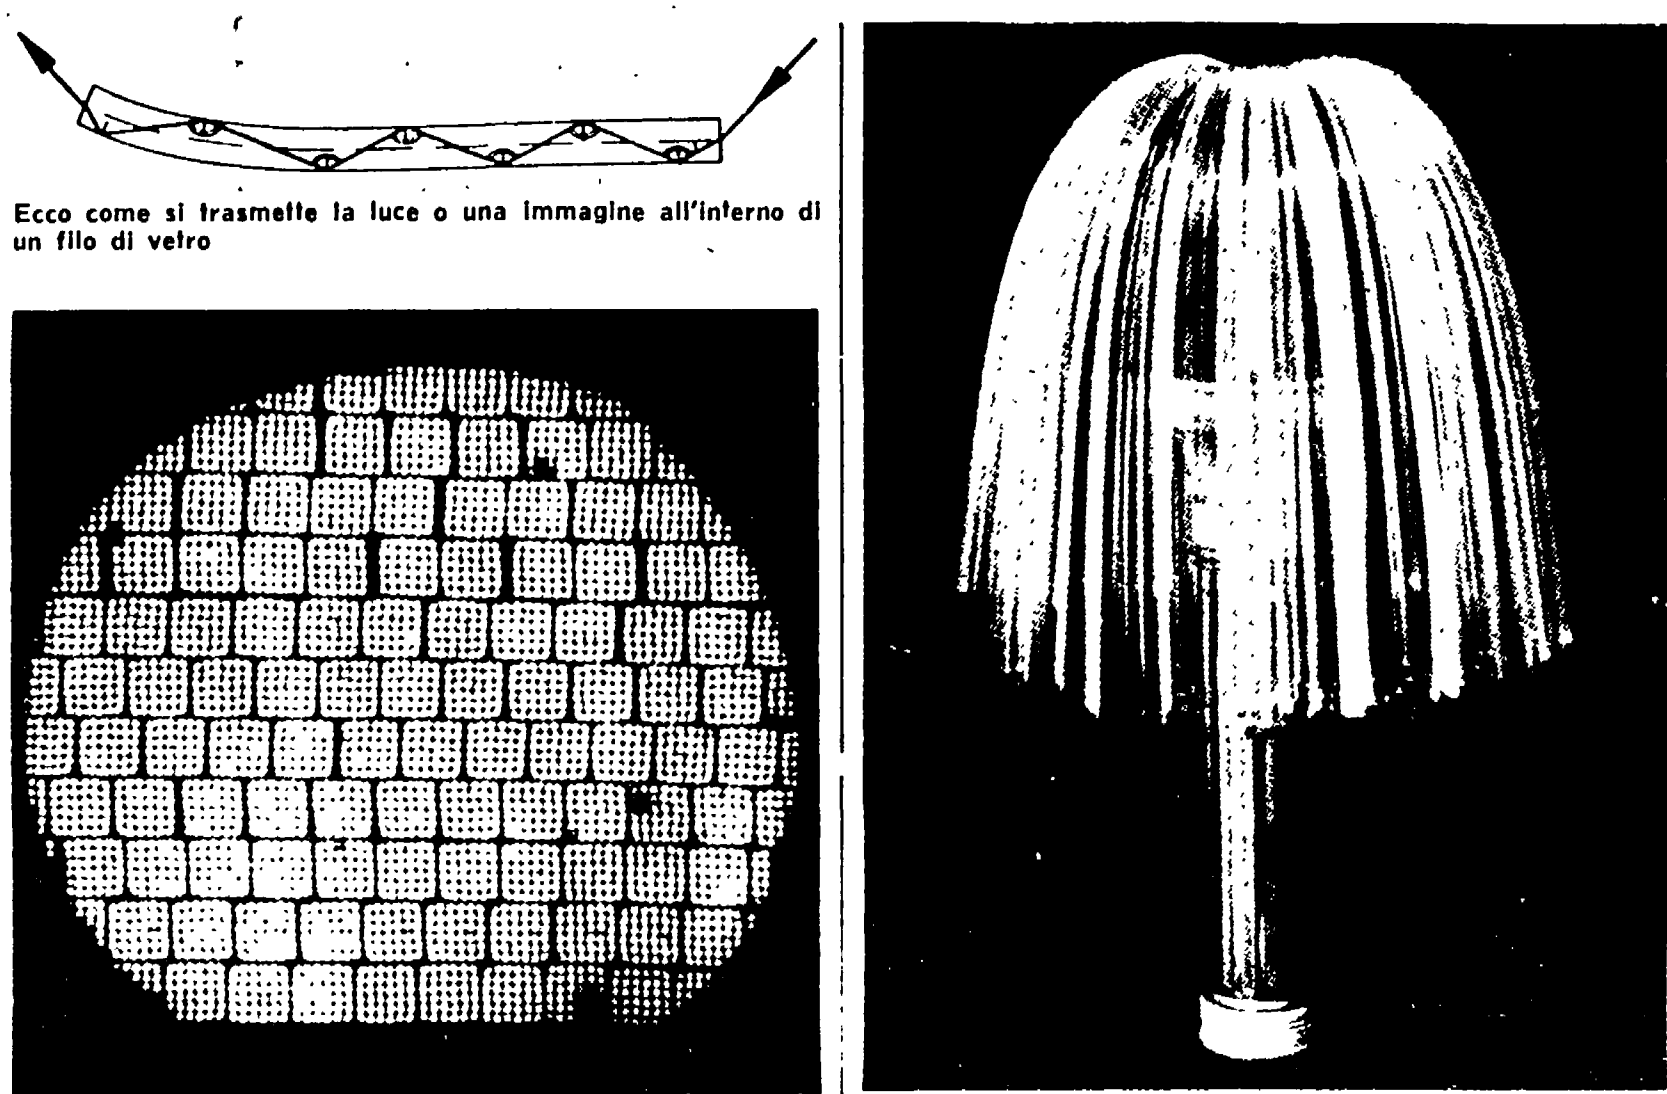 Ecco come si trasmette la luce o una immagine all'interno di
un filo di vetro